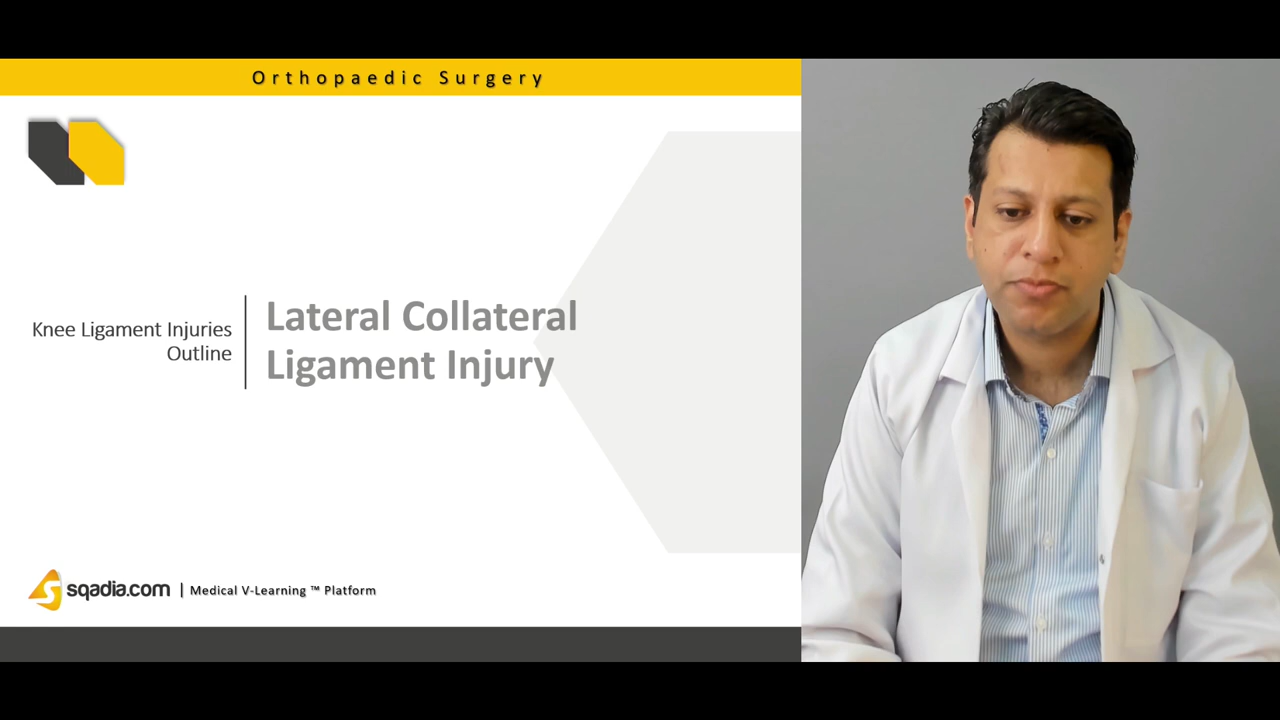 Orthopaedic Surgery
Knee Ligament Injuries
Outline
Lateral Collateral
Ligament Injury
sqadia.com | Medical V-Learning ™ Platform